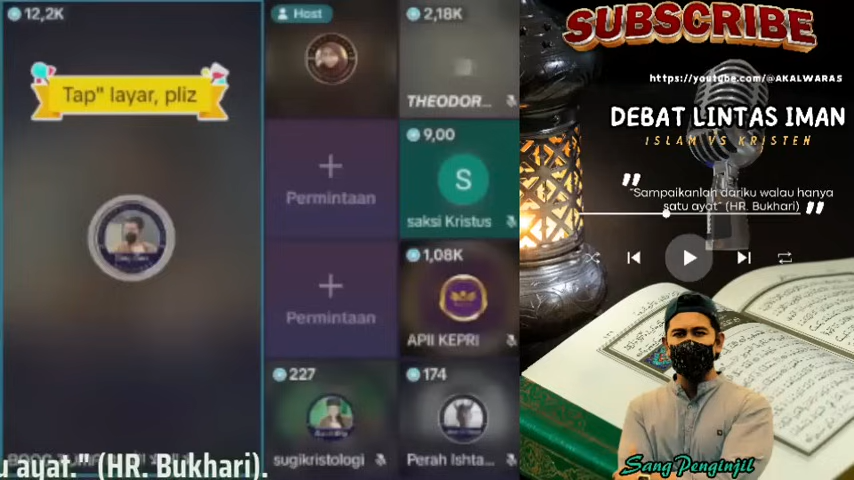 12,2K
Tap" layar, pliz
u ayat." (HR. Bukhari).
Host
Permintaan
Permintaan
227
sugikristologi
2,18K
THEODOR...
9,00
S
saksi Kristus
1,08K
APII KEPRI
174
Perah Ishta...
SUBSCRIBE
https://youtube.com/@AKALWARAS
DEBAT LINTAS IMAN
ISLAM VS KRISTEN
"Sampaikanlah dariku walau hanya
satu ayat" (HR. Bukhari)
Sang Penginjil